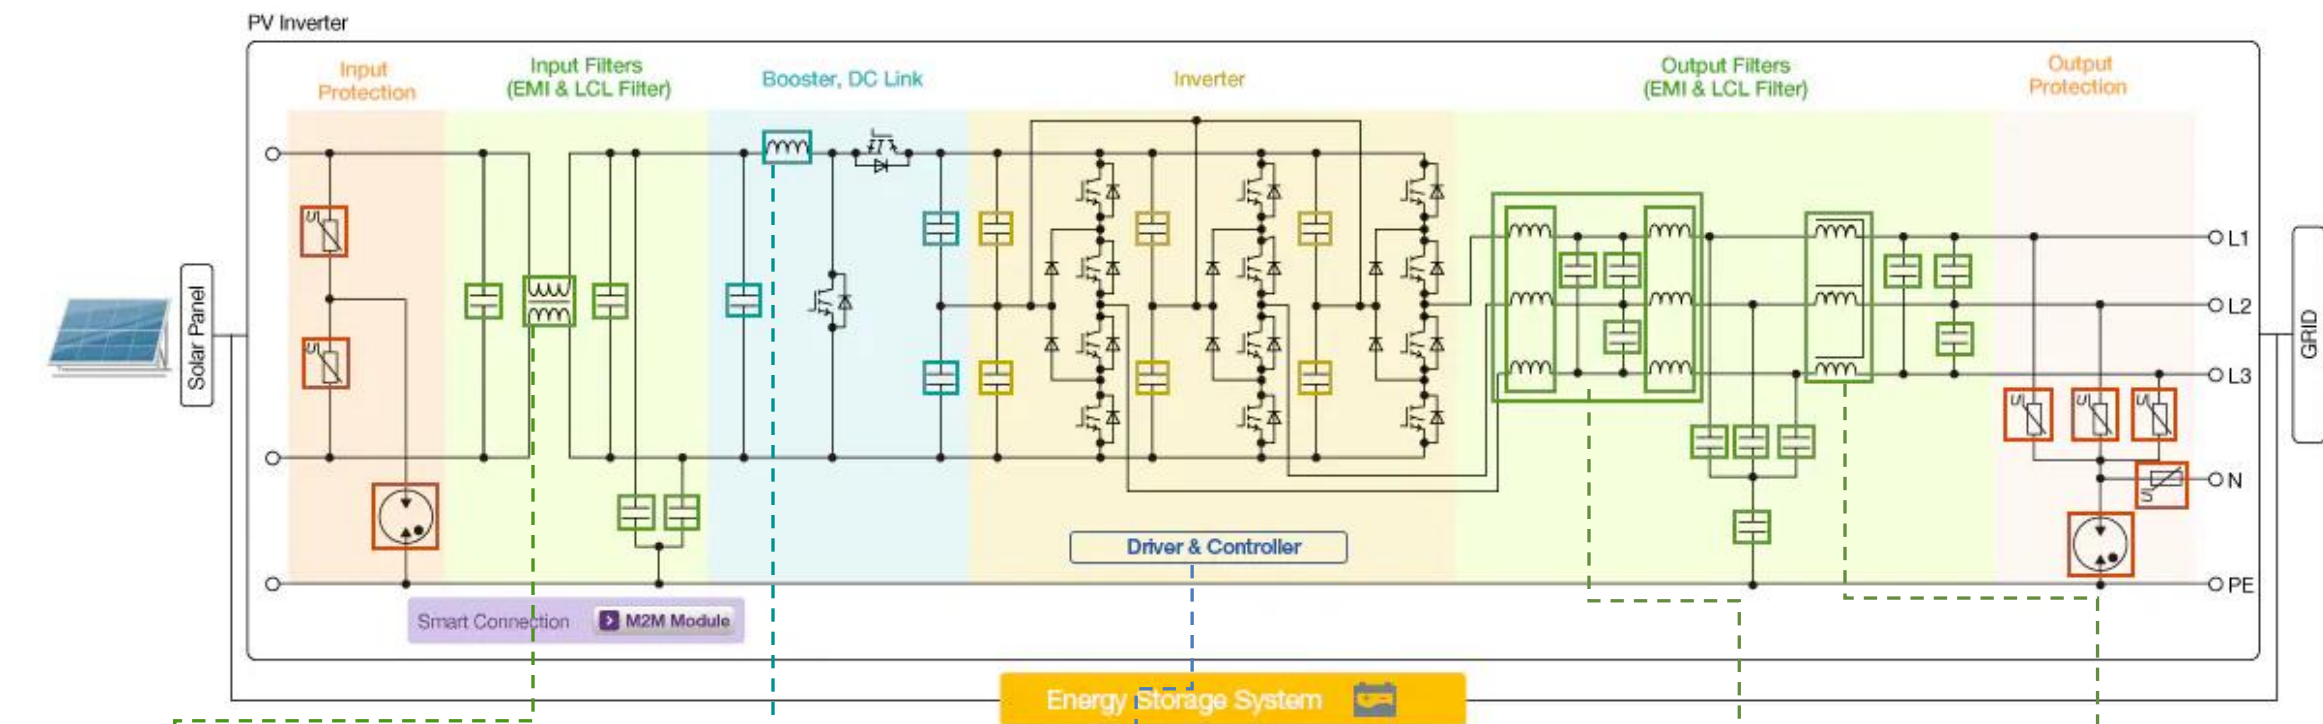 PV Inverter
Input
Protection
Input Filters
(EMI & LCL Filter)
Booster, DC Link
Inverter
Output Filters
(EMI & LCL Filter)
Output
Protection
Solar Panel
U
U
L1
L2
L3
U
U
U
N
U
PE
GRID
Driver & Controller
Smart Connection
M2M Module
Energy Storage System